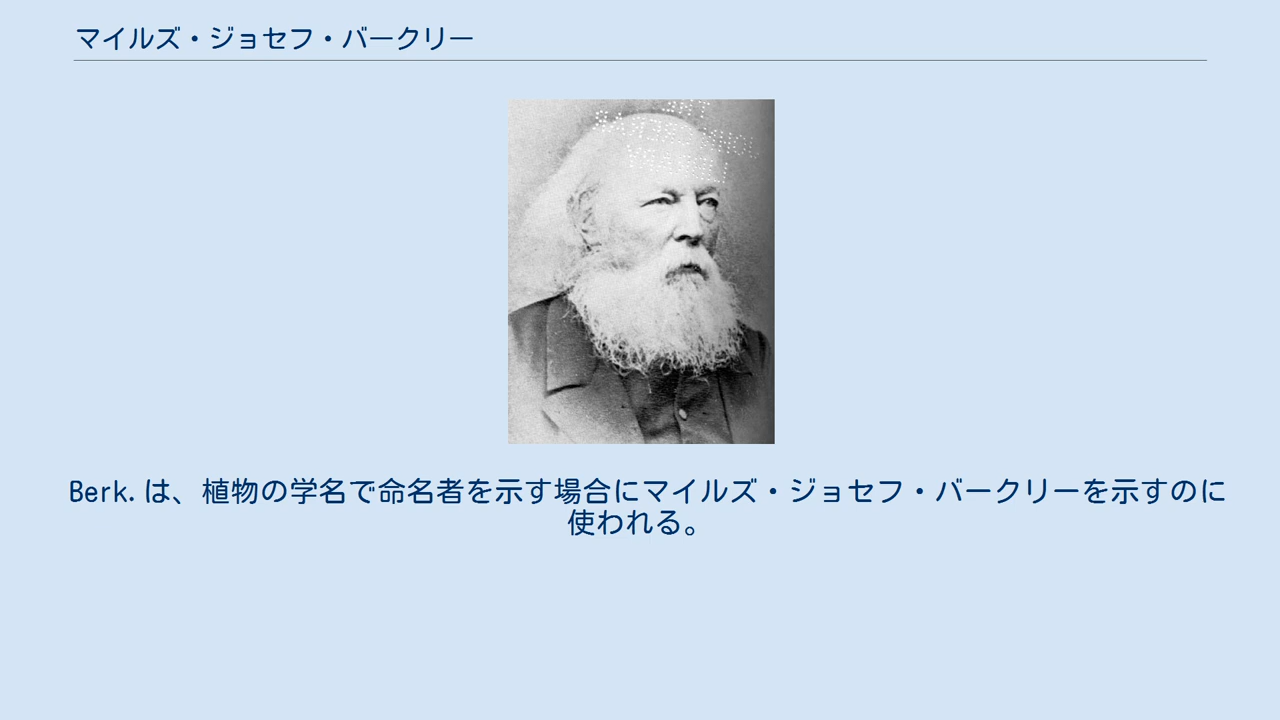 マイルズ・ジョセフ・バークリー
Berk. は、植物の学名で命名者を示す場合にマイルズ・ジョセフ・バークリーを示すのに
使われる。